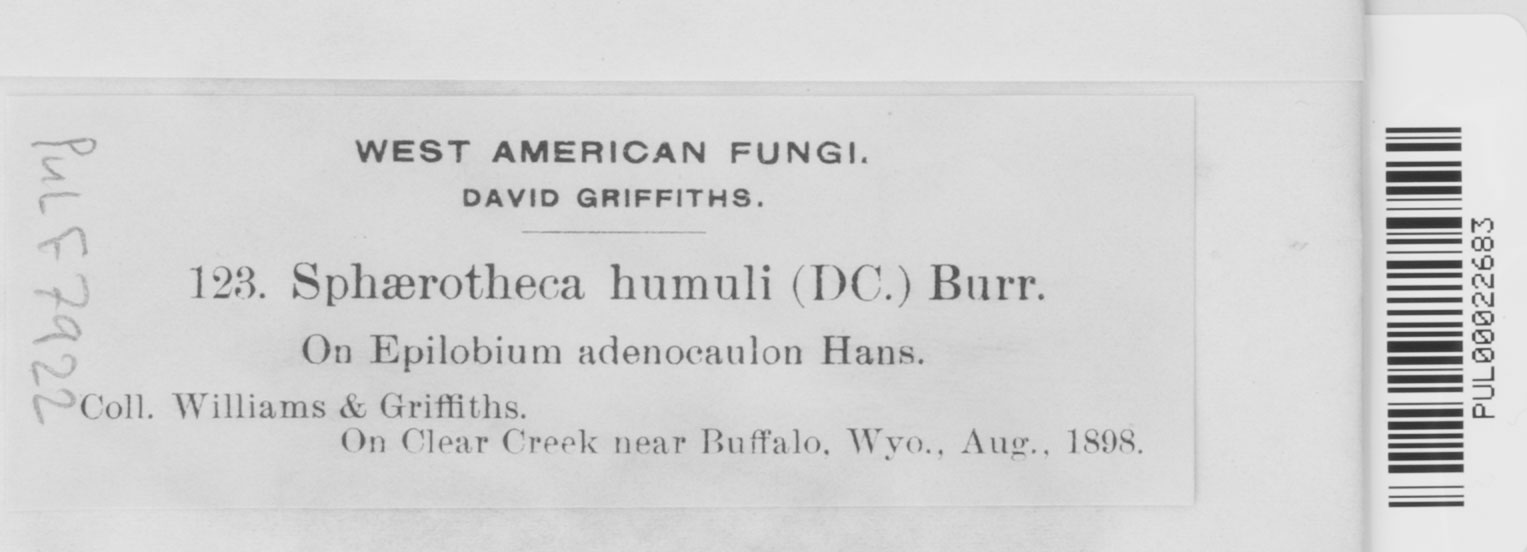 WEST AMERICAN FUNGI.
DAVID GRIFFITHS.
123. Sphærotheca humuli (DC.) Burr.
On Epilobium adenocaulon Hans.
Coll. Williams & Griffiths.
On Clear Creek near Buffalo, Wyo., Aug., 1898.
PUL F7922
PUL00022683